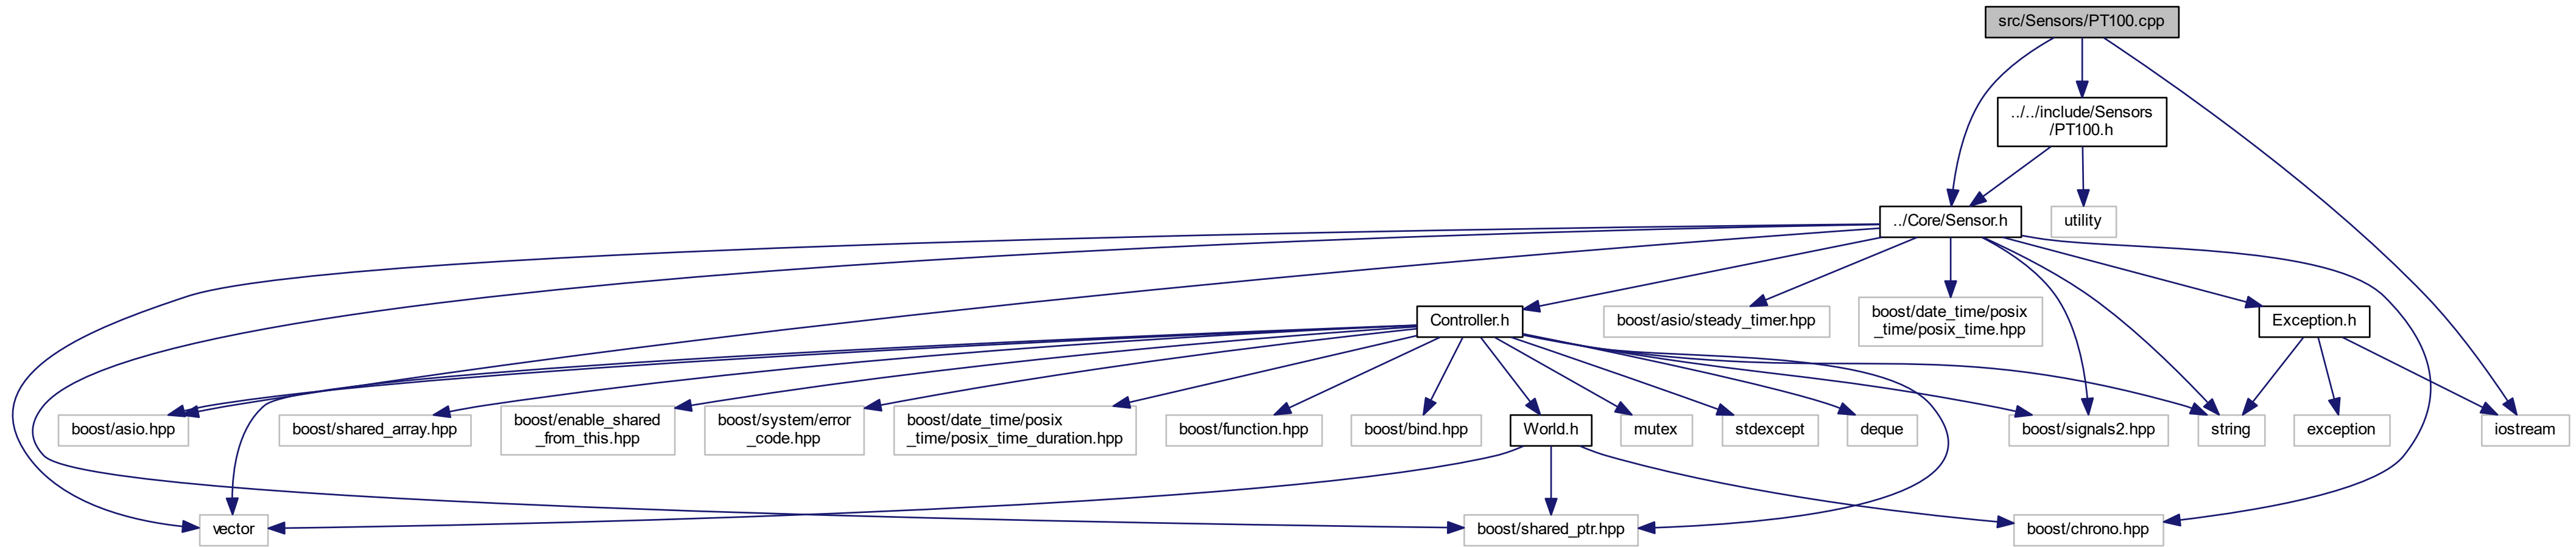 src/Sensors/PT100.cpp
../../include/Sensors
/PT100.h
../Core/Sensor.h
utility
Controller.h
boost/asio/steady_timer.hpp
boost/date_time/posix
_time/posix_time.hpp
Exception.h
boost/asio.hpp
boost/shared_array.hpp
boost/enable_shared
_from_this.hpp
boost/system/error
_code.hpp
boost/date_time/posix
_time/posix_time_duration.hpp
boost/function.hpp
boost/bind.hpp
World.h
mutex
stdexcept
deque
boost/signals2.hpp
string
exception
iostream
vector
boost/shared_ptr.hpp
boost/chrono.hpp